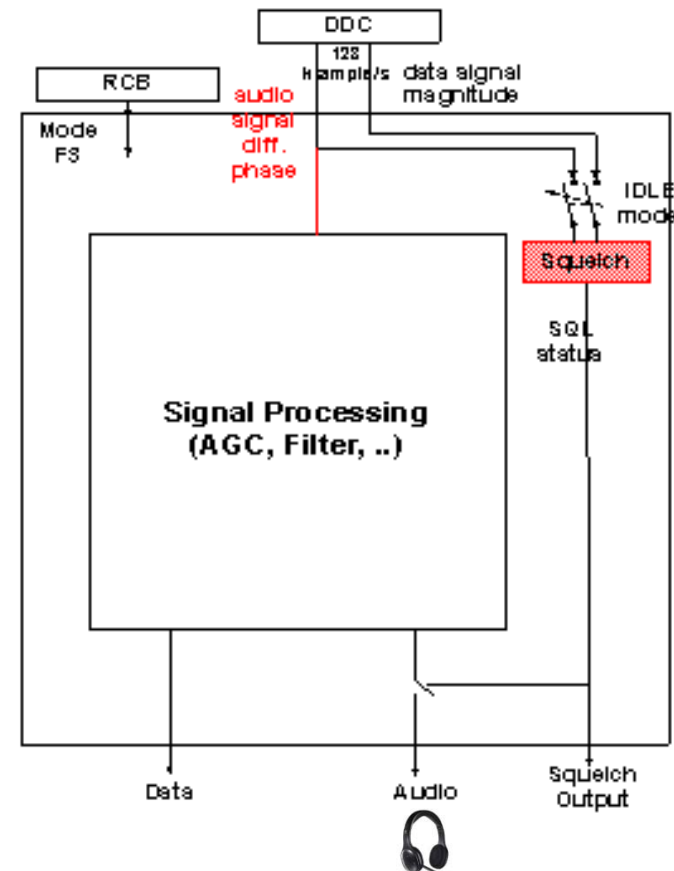 DDC
128
ksample/s
data signal
magnitude
RCB
audio
signal
diff.
phase
Mode
F3
IDLE
mode
Squelch
SQL
status
Signal Processing
(AGC, Filter, ..)
Data
Audio
Squelch
Output